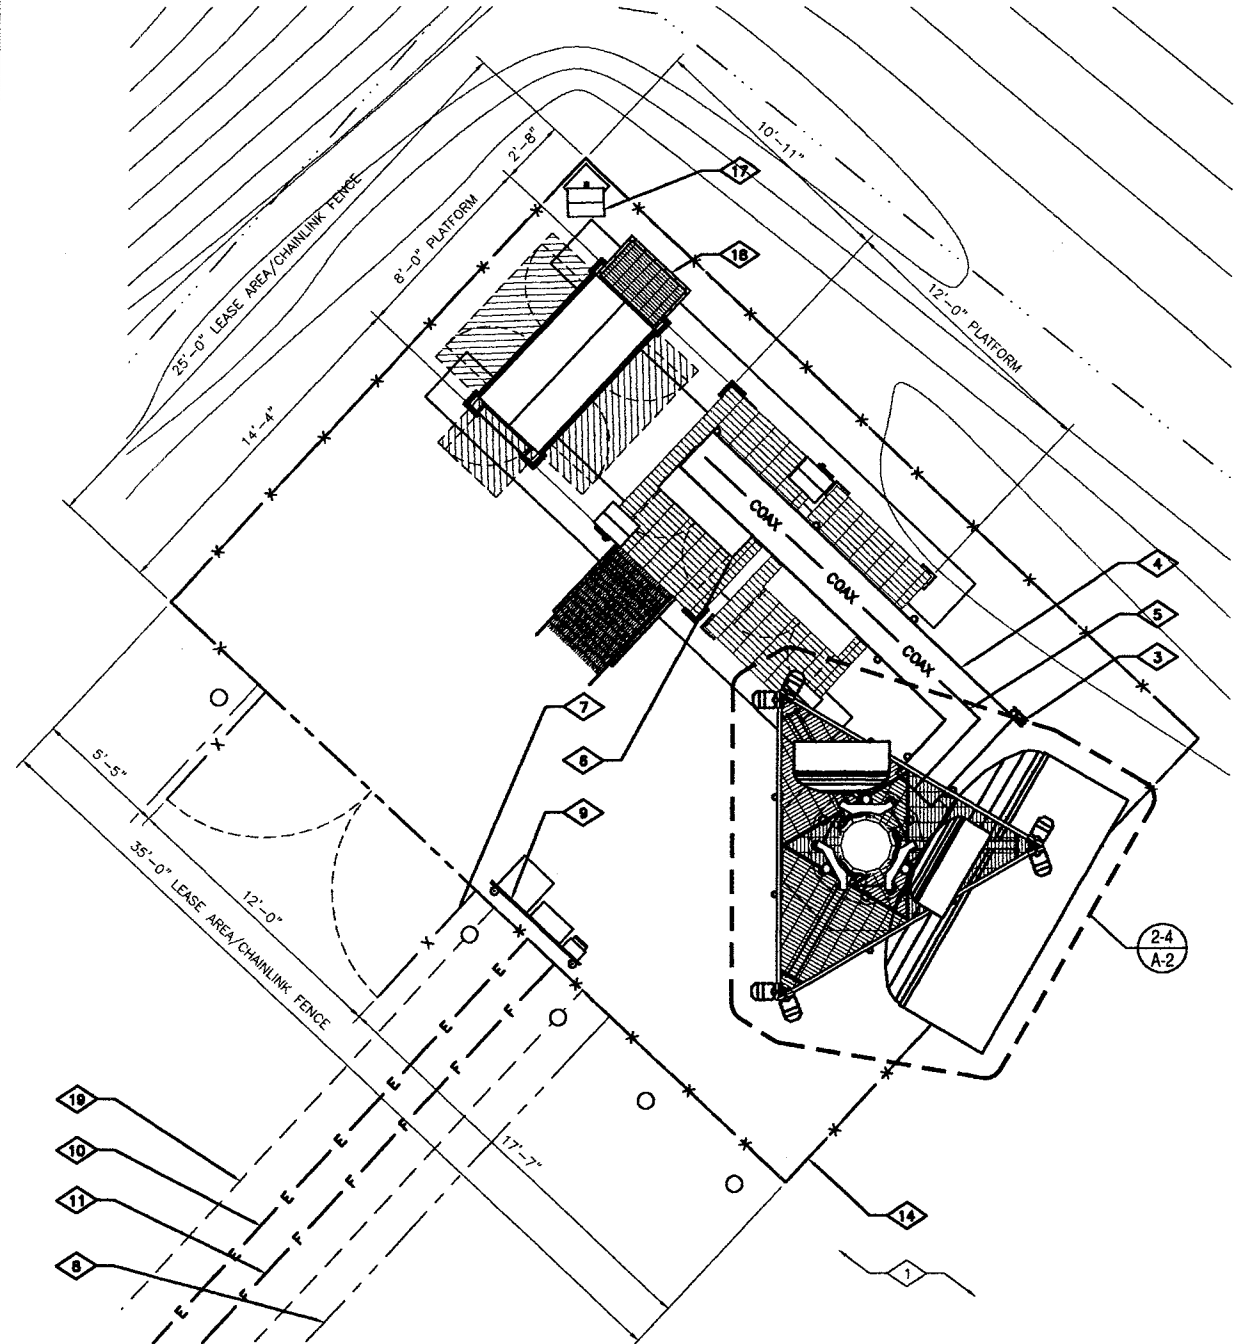 10'-11"
2'-8"
17
25'-0" LEASE AREA/CHAINLINK FENCE
8'-0" PLATFORM
18
12'-0" PLATFORM
14'-4"
COAX
COAX
COAX
4
5
3
7
6
9
X
5'-5"
12'-0"
35'-0" LEASE AREA/CHAINLINK FENCE
X
2-4
A-2
E
F
E
F
E
F
E
F
E
F
E
F
17'-7"
19
10
11
8
14
1